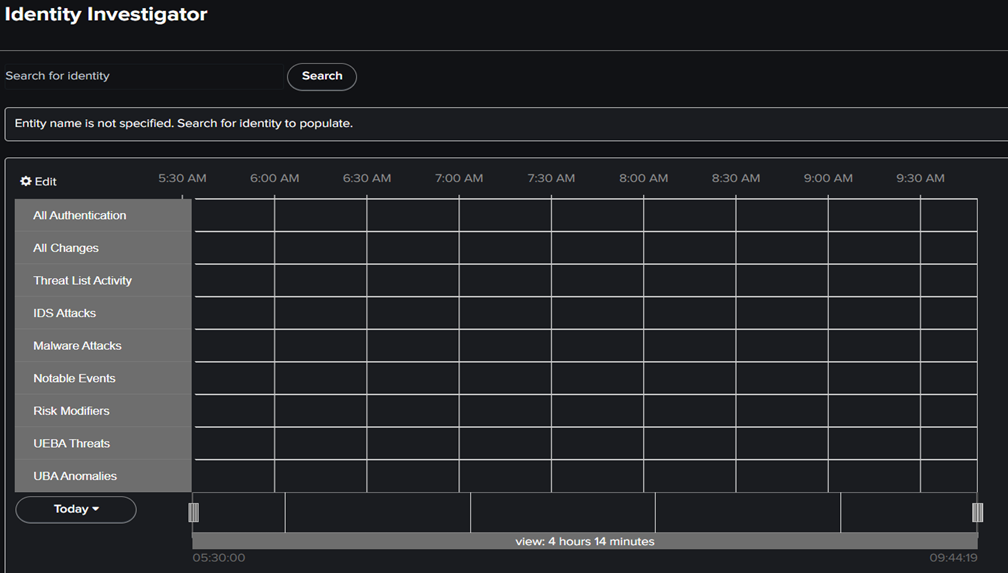 Identity Investigator
Search for identity
Search
Entity name is not specified. Search for identity to populate.
Edit
5:30 AM 6:00 AM 6:30 AM 7:00 AM 7:30 AM 8:00 AM 8:30 AM 9:00 AM 9:30 AM
All Authentication
All Changes
Threat List Activity
IDS Attacks
Malware Attacks
Notable Events
Risk Modifiers
UEBA Threats
UBA Anomalies
Today
view: 4 hours 14 minutes
05:30:00 09:44:19